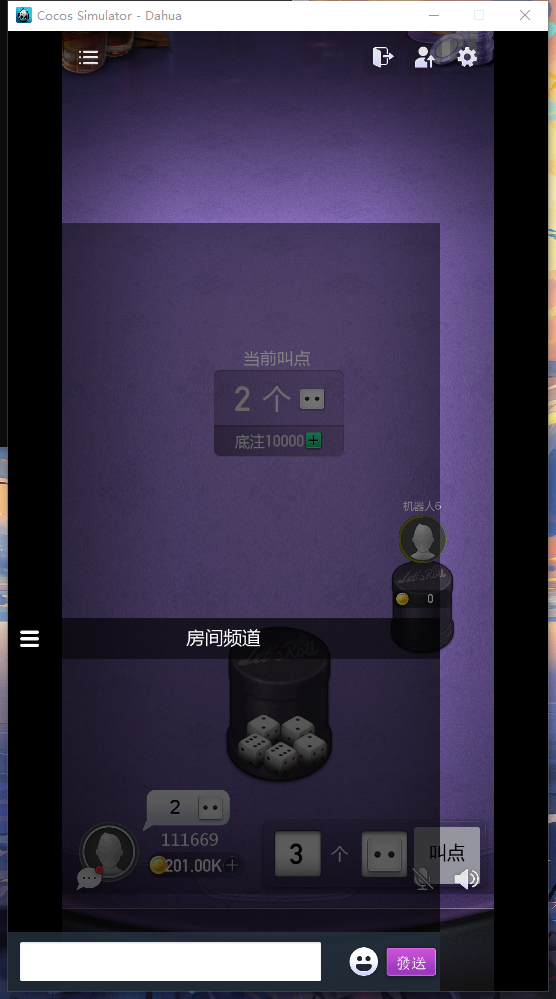 Cocos Simulator - Dahua
当前叫点
2 个
底注10000
机器人6
Let's Roll
0
房间频道
Let's Roll
2
111669
201.00K
3 个 叫点
發送